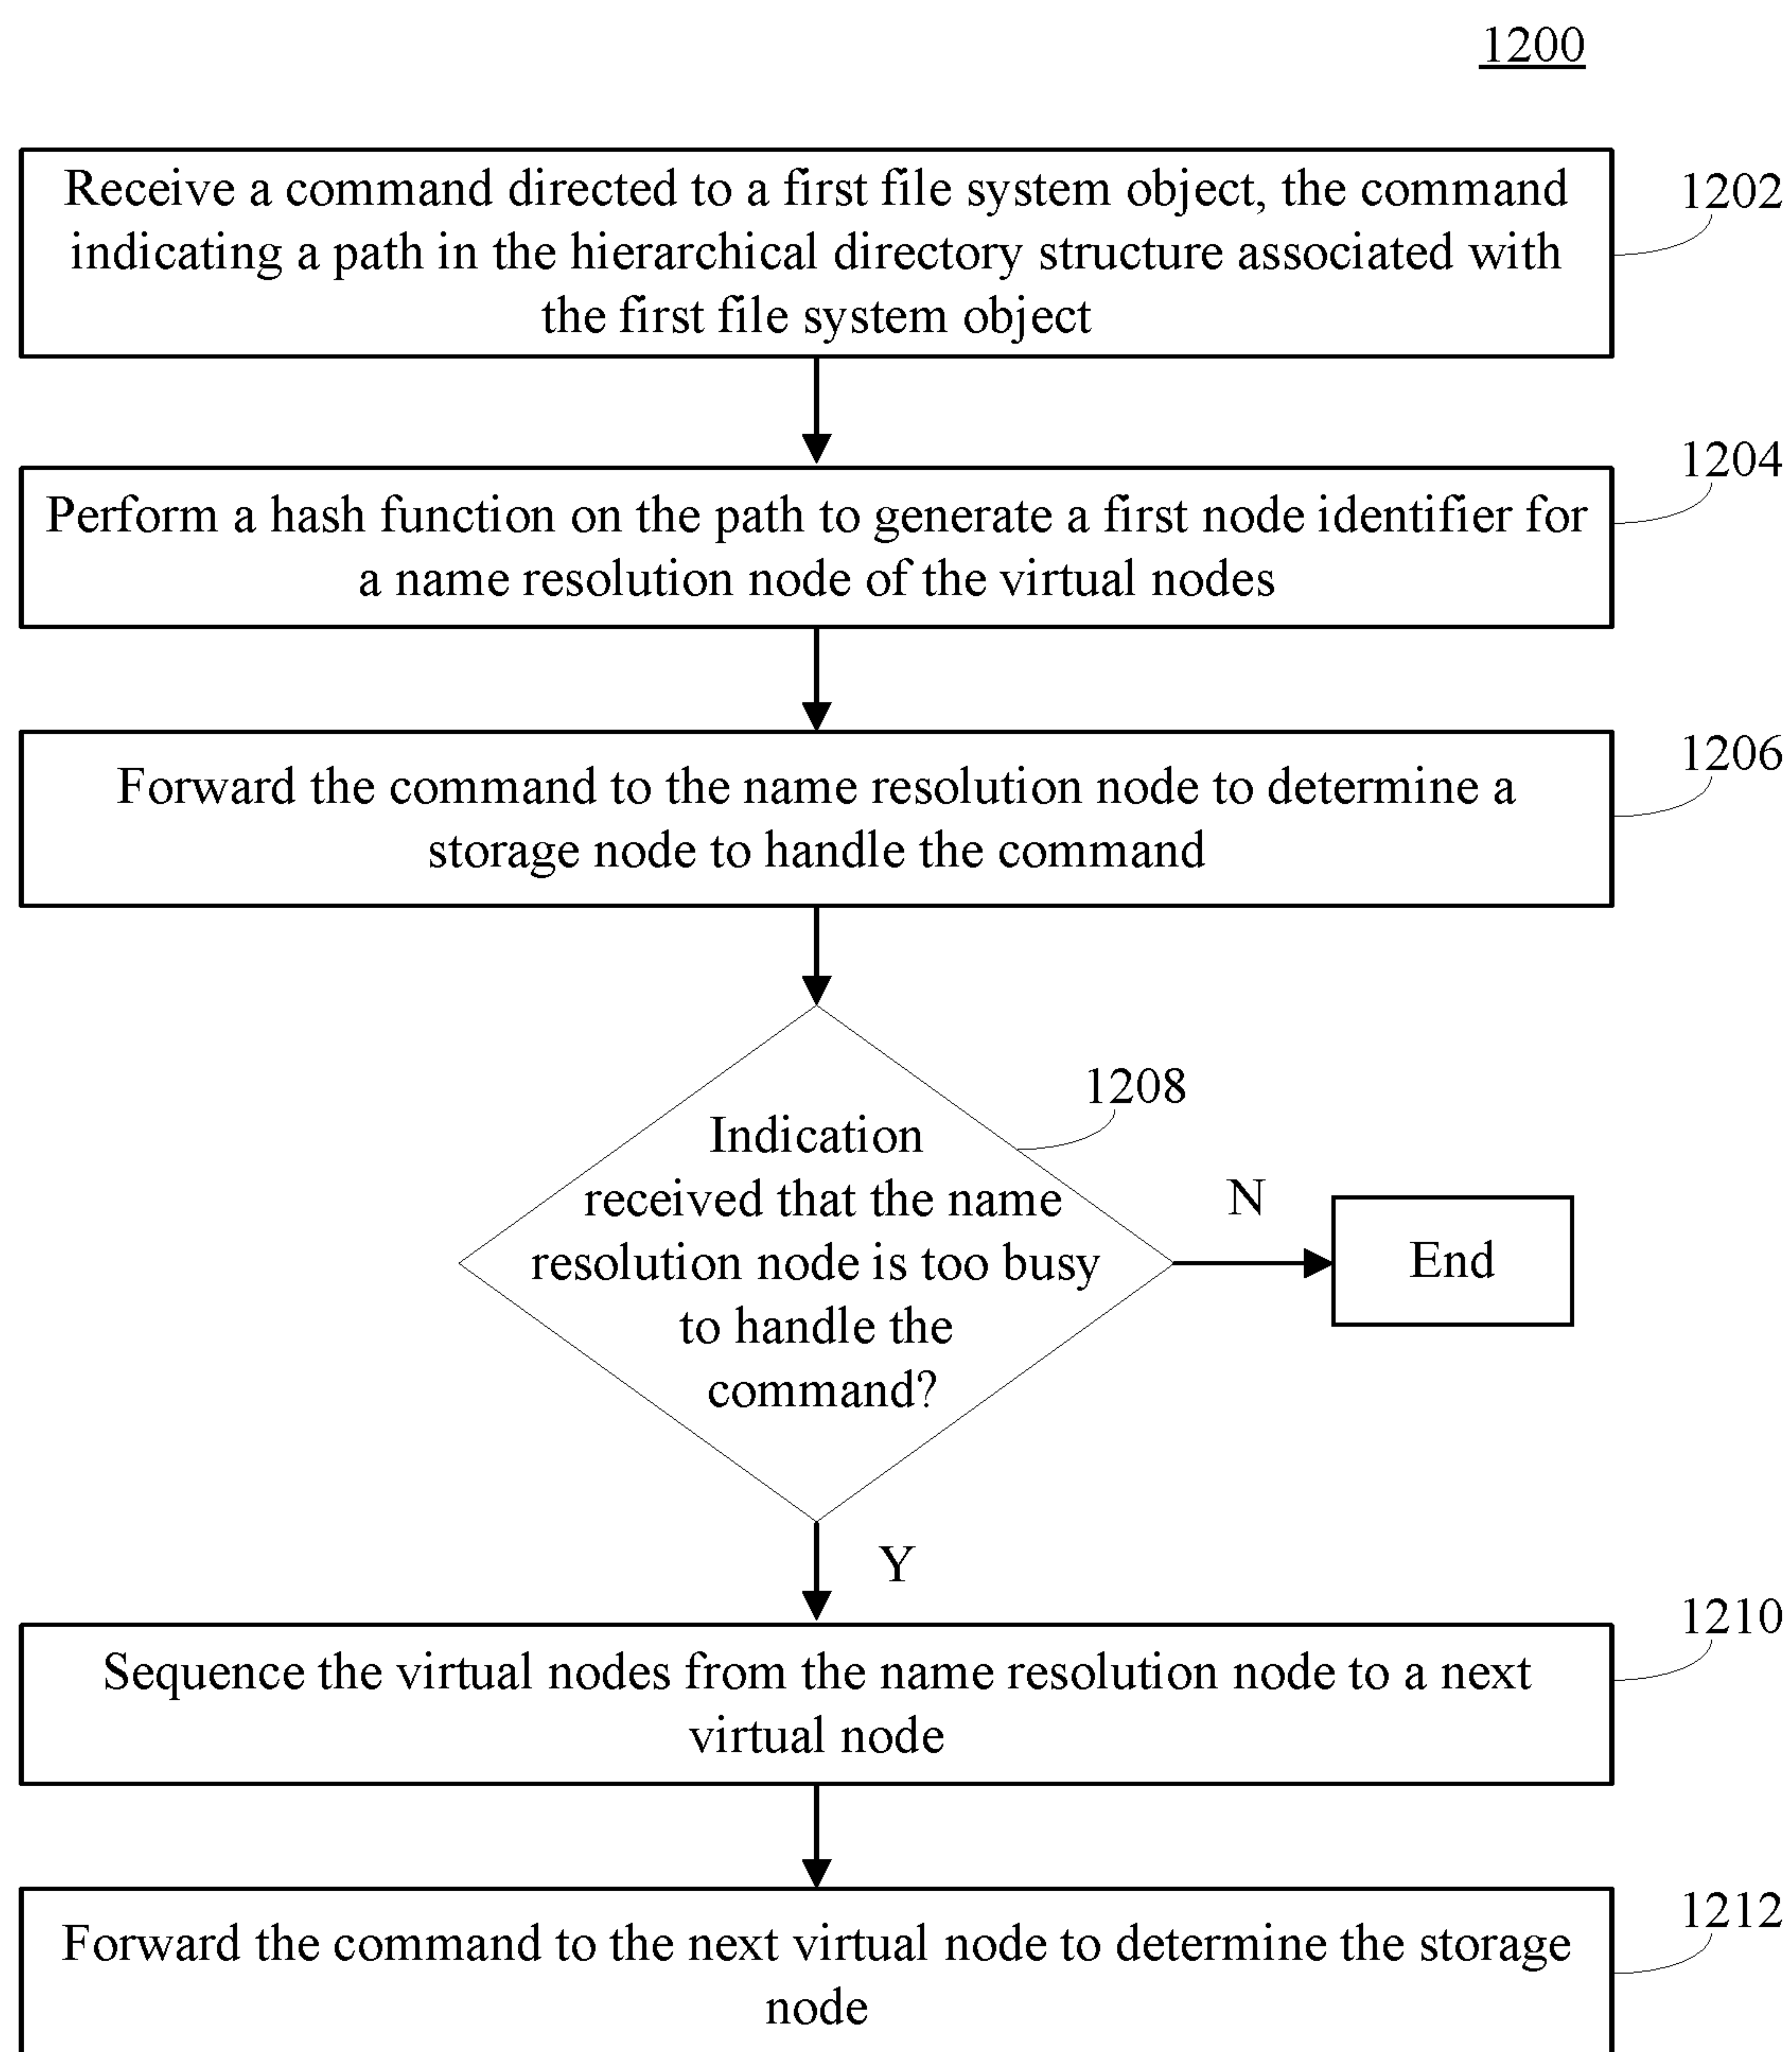 1200
Receive a command directed to a first file system object, the command
indicating a path in the hierarchical directory structure associated with
the first file system object
1202
Perform a hash function on the path to generate a first node identifier for
a name resolution node of the virtual nodes
1204
Forward the command to the name resolution node to determine a
storage node to handle the command
1206
Indication
received that the name
resolution node is too busy
to handle the
command?
1208
N
End
Y
Sequence the virtual nodes from the name resolution node to a next
virtual node
1210
Forward the command to the next virtual node to determine the storage
node
1212